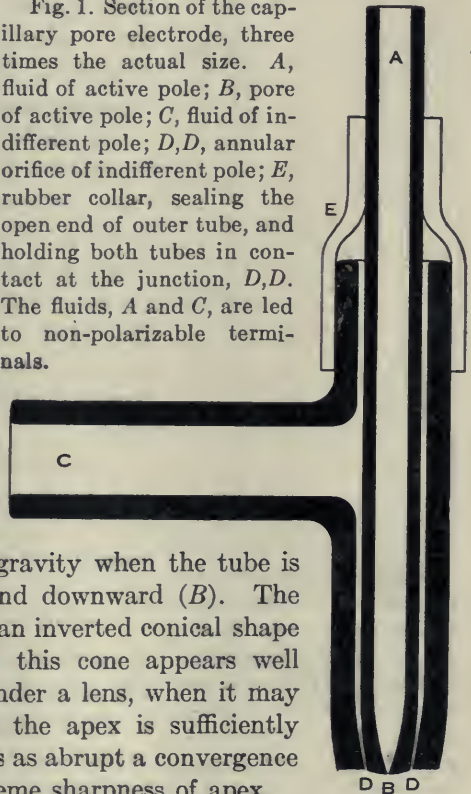 Fig. 1. Section of the cap-
illary pore electrode, three
times the actual size. A,
fluid of active pole; B, pore
of active pole; C, fluid of in-
different pole; D,D, annular
orifice of indifferent pole; E,
rubber collar, sealing the
open end of outer tube, and
holding both tubes in con-
tact at the junction, D,D.
The fluids, A and C, are led
to non-polarizable termi-
nals.
A
E
C
gravity when the tube is
nd downward (B). The
an inverted conical shape
this cone appears well
nder a lens, when it may
the apex is sufficiently
s as abrupt a convergence
eme sharpness of apex
D B D